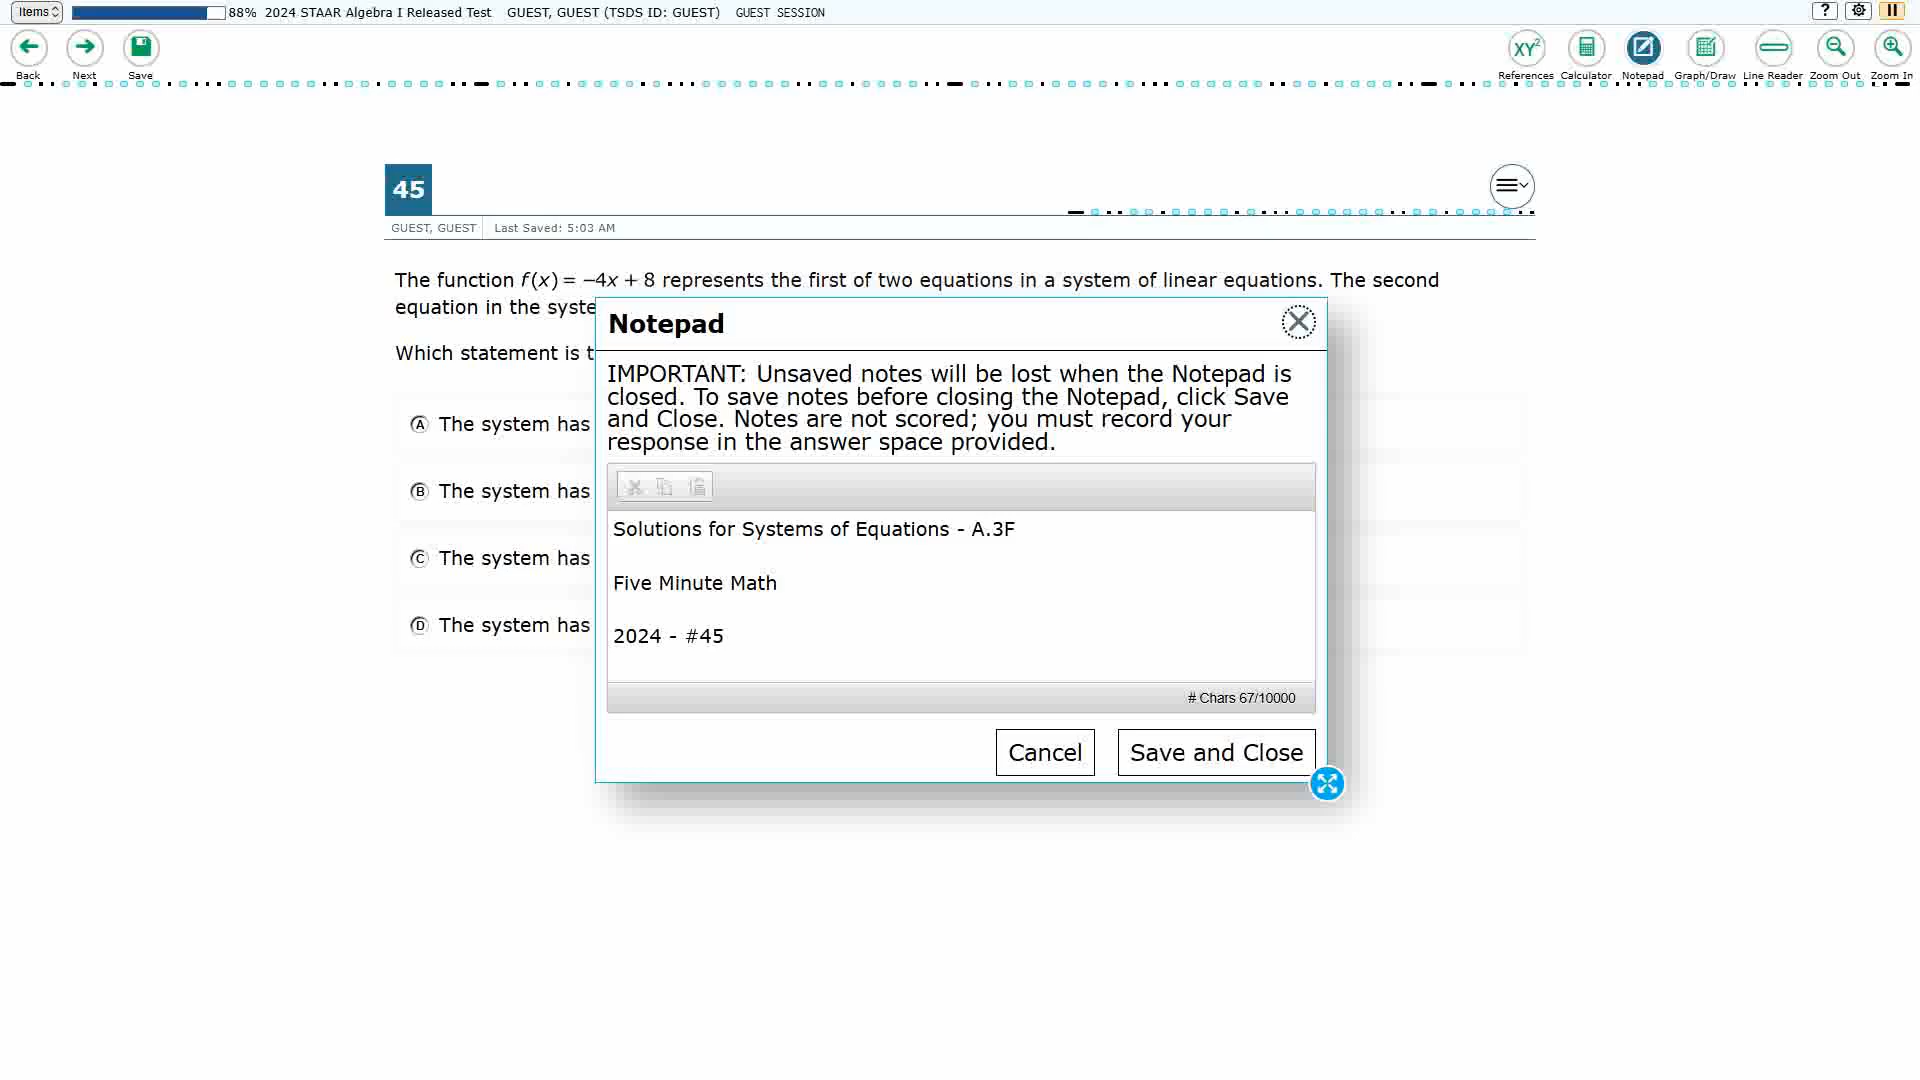 Items 88% 2024 STAAR Algebra I Released Test GUEST, GUEST (TSDS ID: GUEST) GUEST SESSION ?
XY²
Back Next Save References Calculator Notepad Graph/Draw Line Reader Zoom Out Zoom In
45
GUEST, GUEST Last Saved: 5:03 AM
The function f(x) = −4x + 8 represents the first of two equations in a system of linear equations. The second
equation in the syste
Which statement is t
A The system has
B The system has
C The system has
D The system has
Notepad
IMPORTANT: Unsaved notes will be lost when the Notepad is
closed. To save notes before closing the Notepad, click Save
and Close. Notes are not scored; you must record your
response in the answer space provided.
Solutions for Systems of Equations - A.3F
Five Minute Math
2024 - #45
# Chars 67/10000
Cancel Save and Close